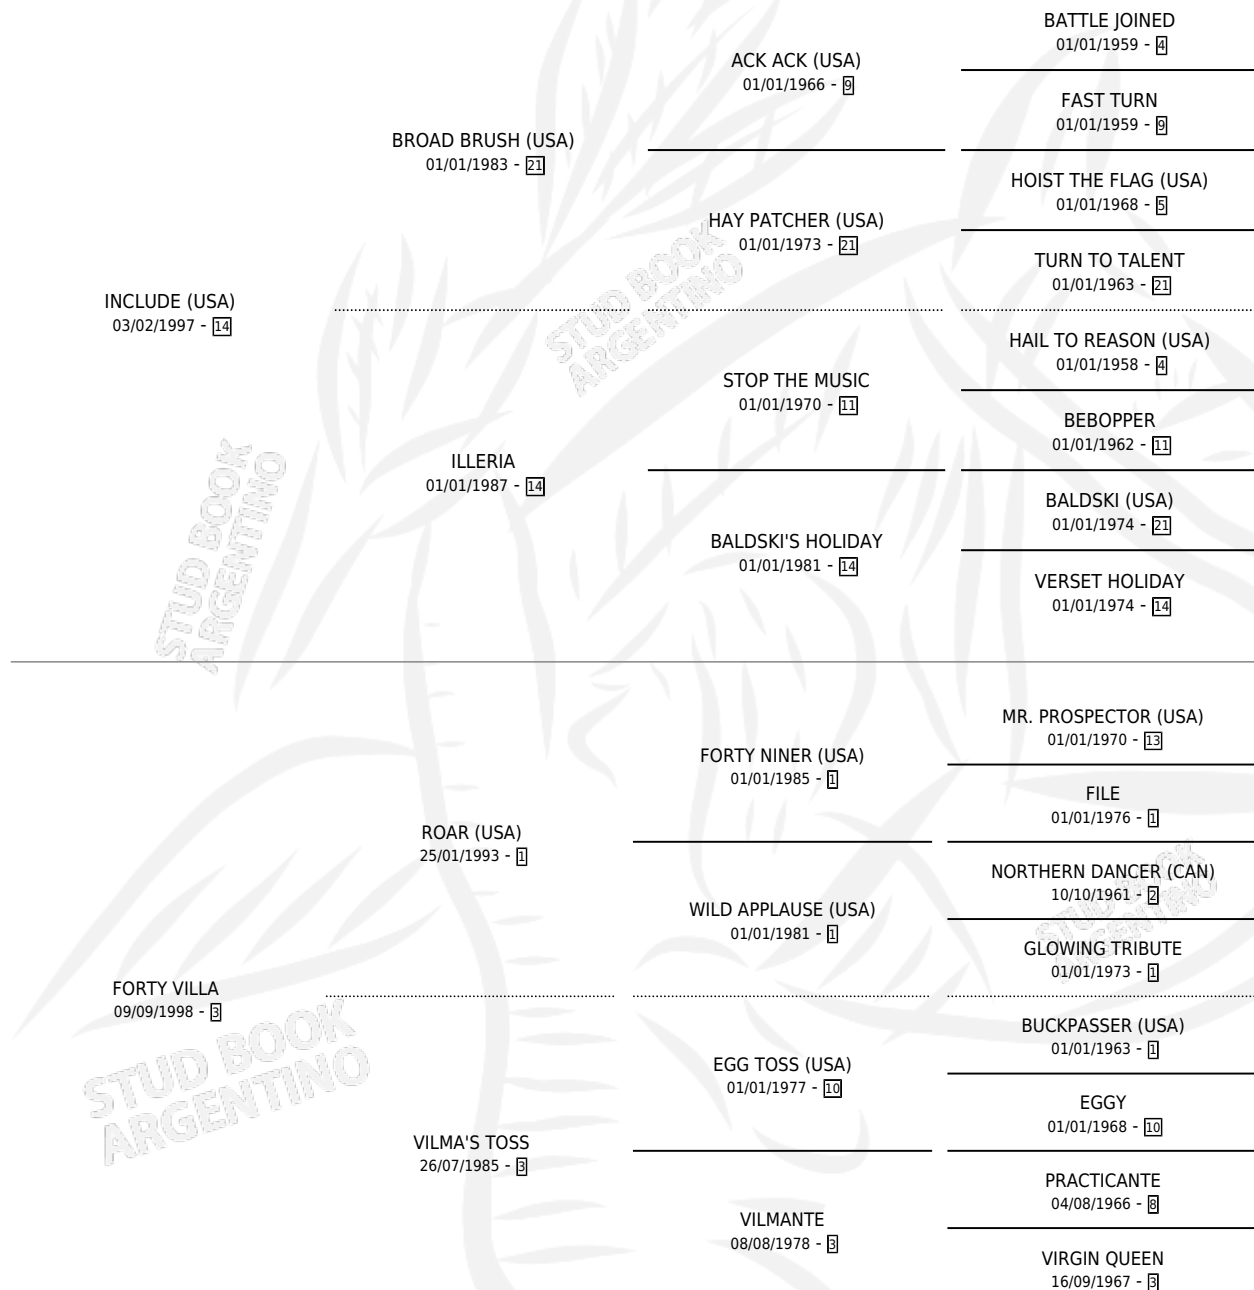 BATTLE JOINED
01/01/1959 - 4
ACK ACK (USA)
01/01/1966 - 9
FAST TURN
01/01/1959 - 9
BROAD BRUSH (USA)
01/01/1983 - 21
HOIST THE FLAG (USA)
01/01/1968 - 5
HAY PATCHER (USA)
01/01/1973 - 21
TURN TO TALENT
01/01/1963 - 21
INCLUDE (USA)
03/02/1997 - 14
HAIL TO REASON (USA)
01/01/1958 - 4
STOP THE MUSIC
01/01/1970 - 11
BEBOPPER
01/01/1962 - 11
ILLERIA
01/01/1987 - 14
BALDSKI (USA)
01/01/1974 - 21
BALDSKI'S HOLIDAY
01/01/1981 - 14
VERSET HOLIDAY
01/01/1974 - 14
MR. PROSPECTOR (USA)
01/01/1970 - 13
FORTY NINER (USA)
01/01/1985 - 1
FILE
01/01/1976 - 1
ROAR (USA)
25/01/1993 - 1
NORTHERN DANCER (CAN)
10/10/1961 - 2
WILD APPLAUSE (USA)
01/01/1981 - 1
GLOWING TRIBUTE
01/01/1973 - 1
FORTY VILLA
09/09/1998 - 3
BUCKPASSER (USA)
01/01/1963 - 1
EGG TOSS (USA)
01/01/1977 - 10
EGGY
01/01/1968 - 10
VILMA'S TOSS
26/07/1985 - 3
PRACTICANTE
04/08/1966 - 8
VILMANTE
08/08/1978 - 3
VIRGIN QUEEN
16/09/1967 - 3
STUD BOOK
ARGENTINO
STUD BOOK
ARGENTINO
STUD BOOK
ARGENTINO
STUD BOOK
ARGENTINO